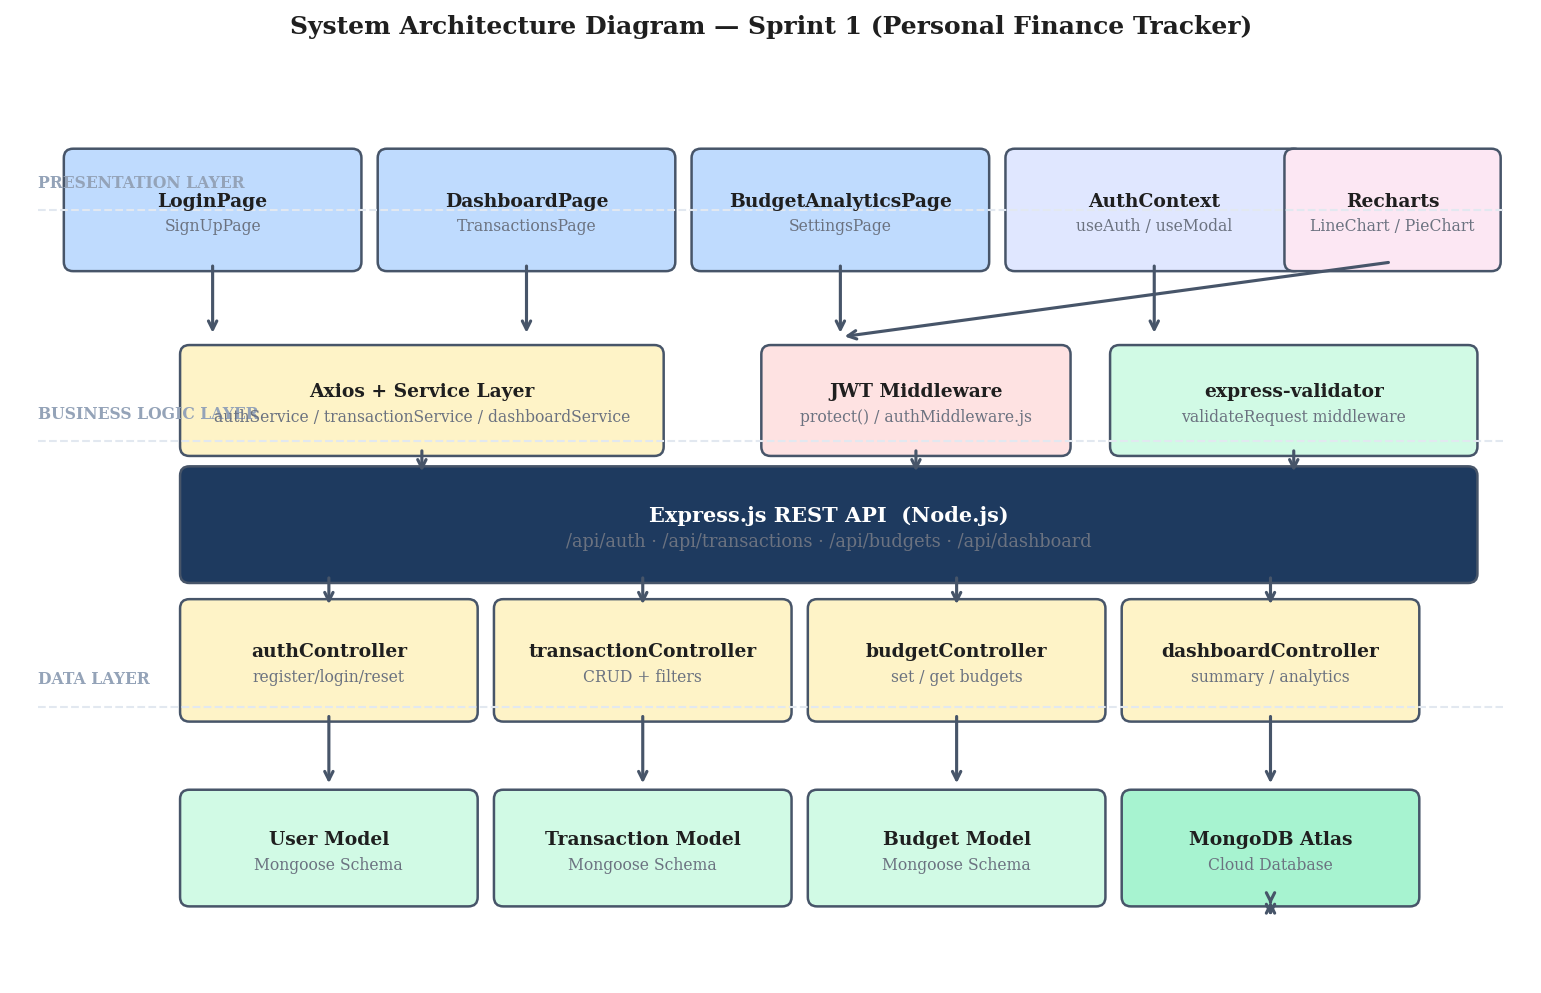 System Architecture Diagram — Sprint 1 (Personal Finance Tracker)
PRESENTATION LAYER
LoginPage
SignUpPage
DashboardPage
TransactionsPage
BudgetAnalyticsPage
SettingsPage
AuthContext
useAuth / useModal
Recharts
LineChart / PieChart
BUSINESS LOGIC LAYER
Axios + Service Layer
authService / transactionService / dashboardService
JWT Middleware
protect() / authMiddleware.js
express-validator
validateRequest middleware
Express.js REST API (Node.js)
/api/auth · /api/transactions · /api/budgets · /api/dashboard
DATA LAYER
authController
register/login/reset
transactionController
CRUD + filters
budgetController
set / get budgets
dashboardController
summary / analytics
User Model
Mongoose Schema
Transaction Model
Mongoose Schema
Budget Model
Mongoose Schema
MongoDB Atlas
Cloud Database